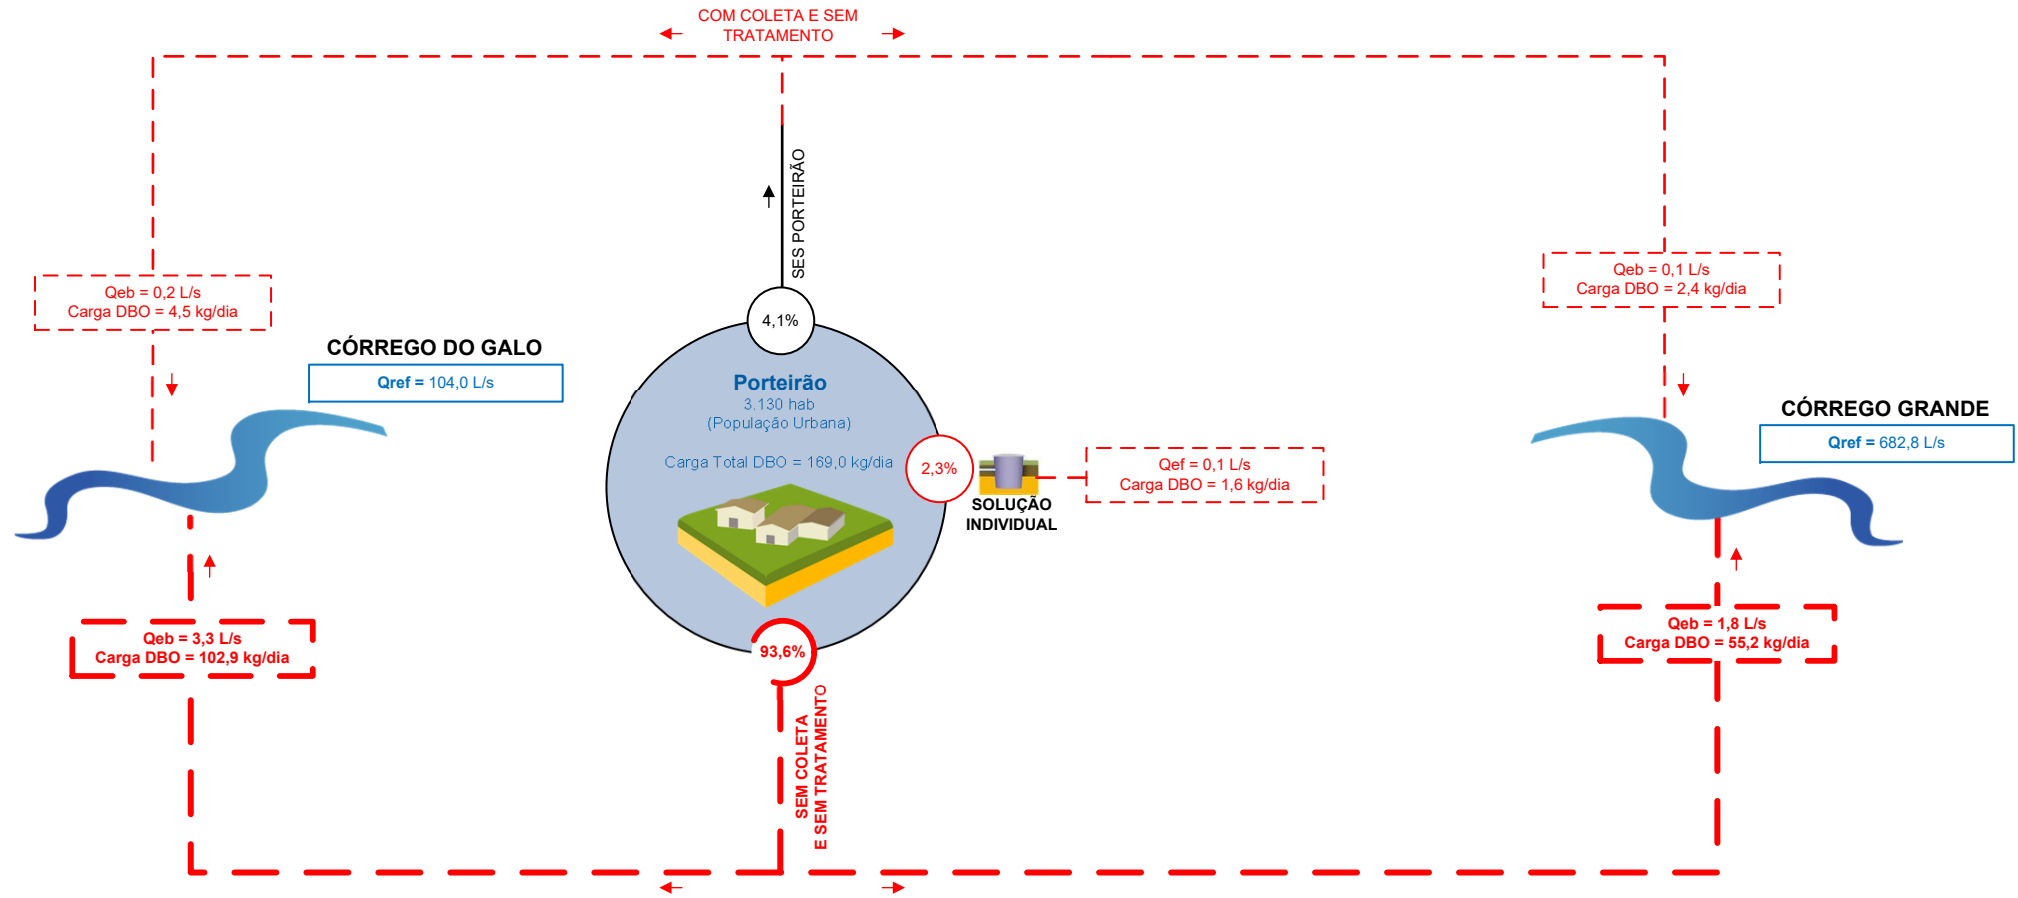 COM COLETA E SEM
TRATAMENTO
SES PORTEIRÃO
Qeb = 0,2 L/s
Carga DBO = 4,5 kg/dia
Qeb = 0,1 L/s
Carga DBO = 2,4 kg/dia
4,1%
CÓRREGO DO GALO
Qref = 104,0 L/s
Porteirão
3.130 hab
(População Urbana)
Carga Total DBO = 169,0 kg/dia
2,3%
SOLUÇÃO
INDIVIDUAL
Qef = 0,1 L/s
Carga DBO = 1,6 kg/dia
CÓRREGO GRANDE
Qref = 682,8 L/s
Qeb = 3,3 L/s
Carga DBO = 102,9 kg/dia
93,6%
Qeb = 1,8 L/s
Carga DBO = 55,2 kg/dia
SEM COLETA
E SEM TRATAMENTO